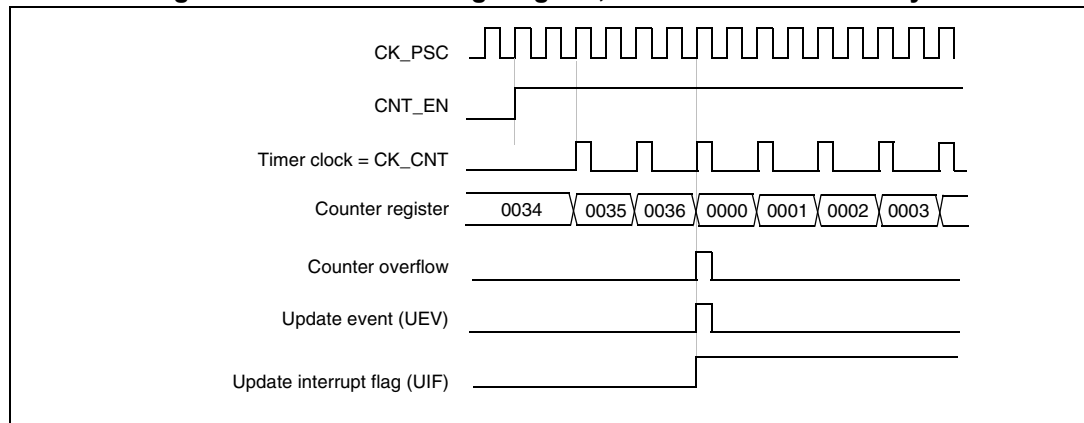 CK_PSC
CNT_EN
Timer clock = CK_CNT
Counter register 0034 0035 0036 0000 0001 0002 0003
Counter overflow
Update event (UEV)
Update interrupt flag (UIF)